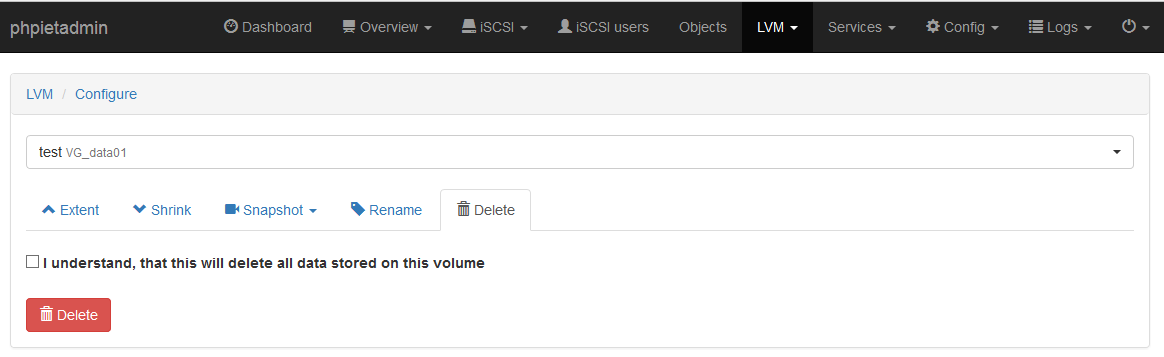 phpietadmin Dashboard Overview iSCSI iSCSI users Objects LVM Services Config Logs
LVM / Configure
test VG_data01
Extent Shrink Snapshot Rename Delete
I understand, that this will delete all data stored on this volume
Delete